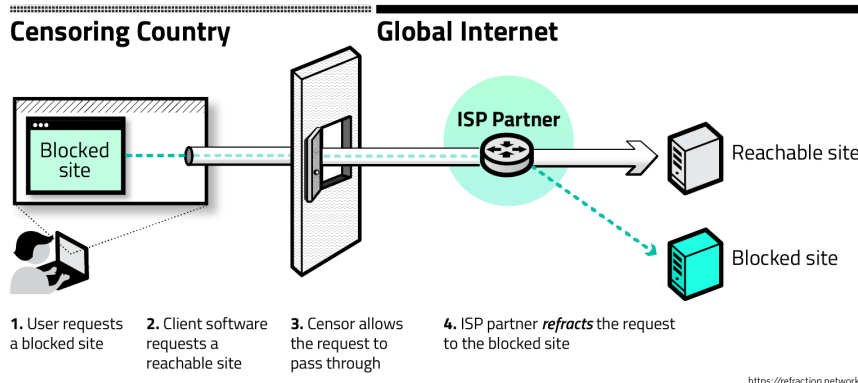 Censoring Country
Global Internet
Blocked
site
ISP Partner
Reachable site
Blocked site
1. User requests
a blocked site
2. Client software
requests a
reachable site
3. Censor allows
the request to
pass through
4. ISP partner refracts the request
to the blocked site
https://refraction.network